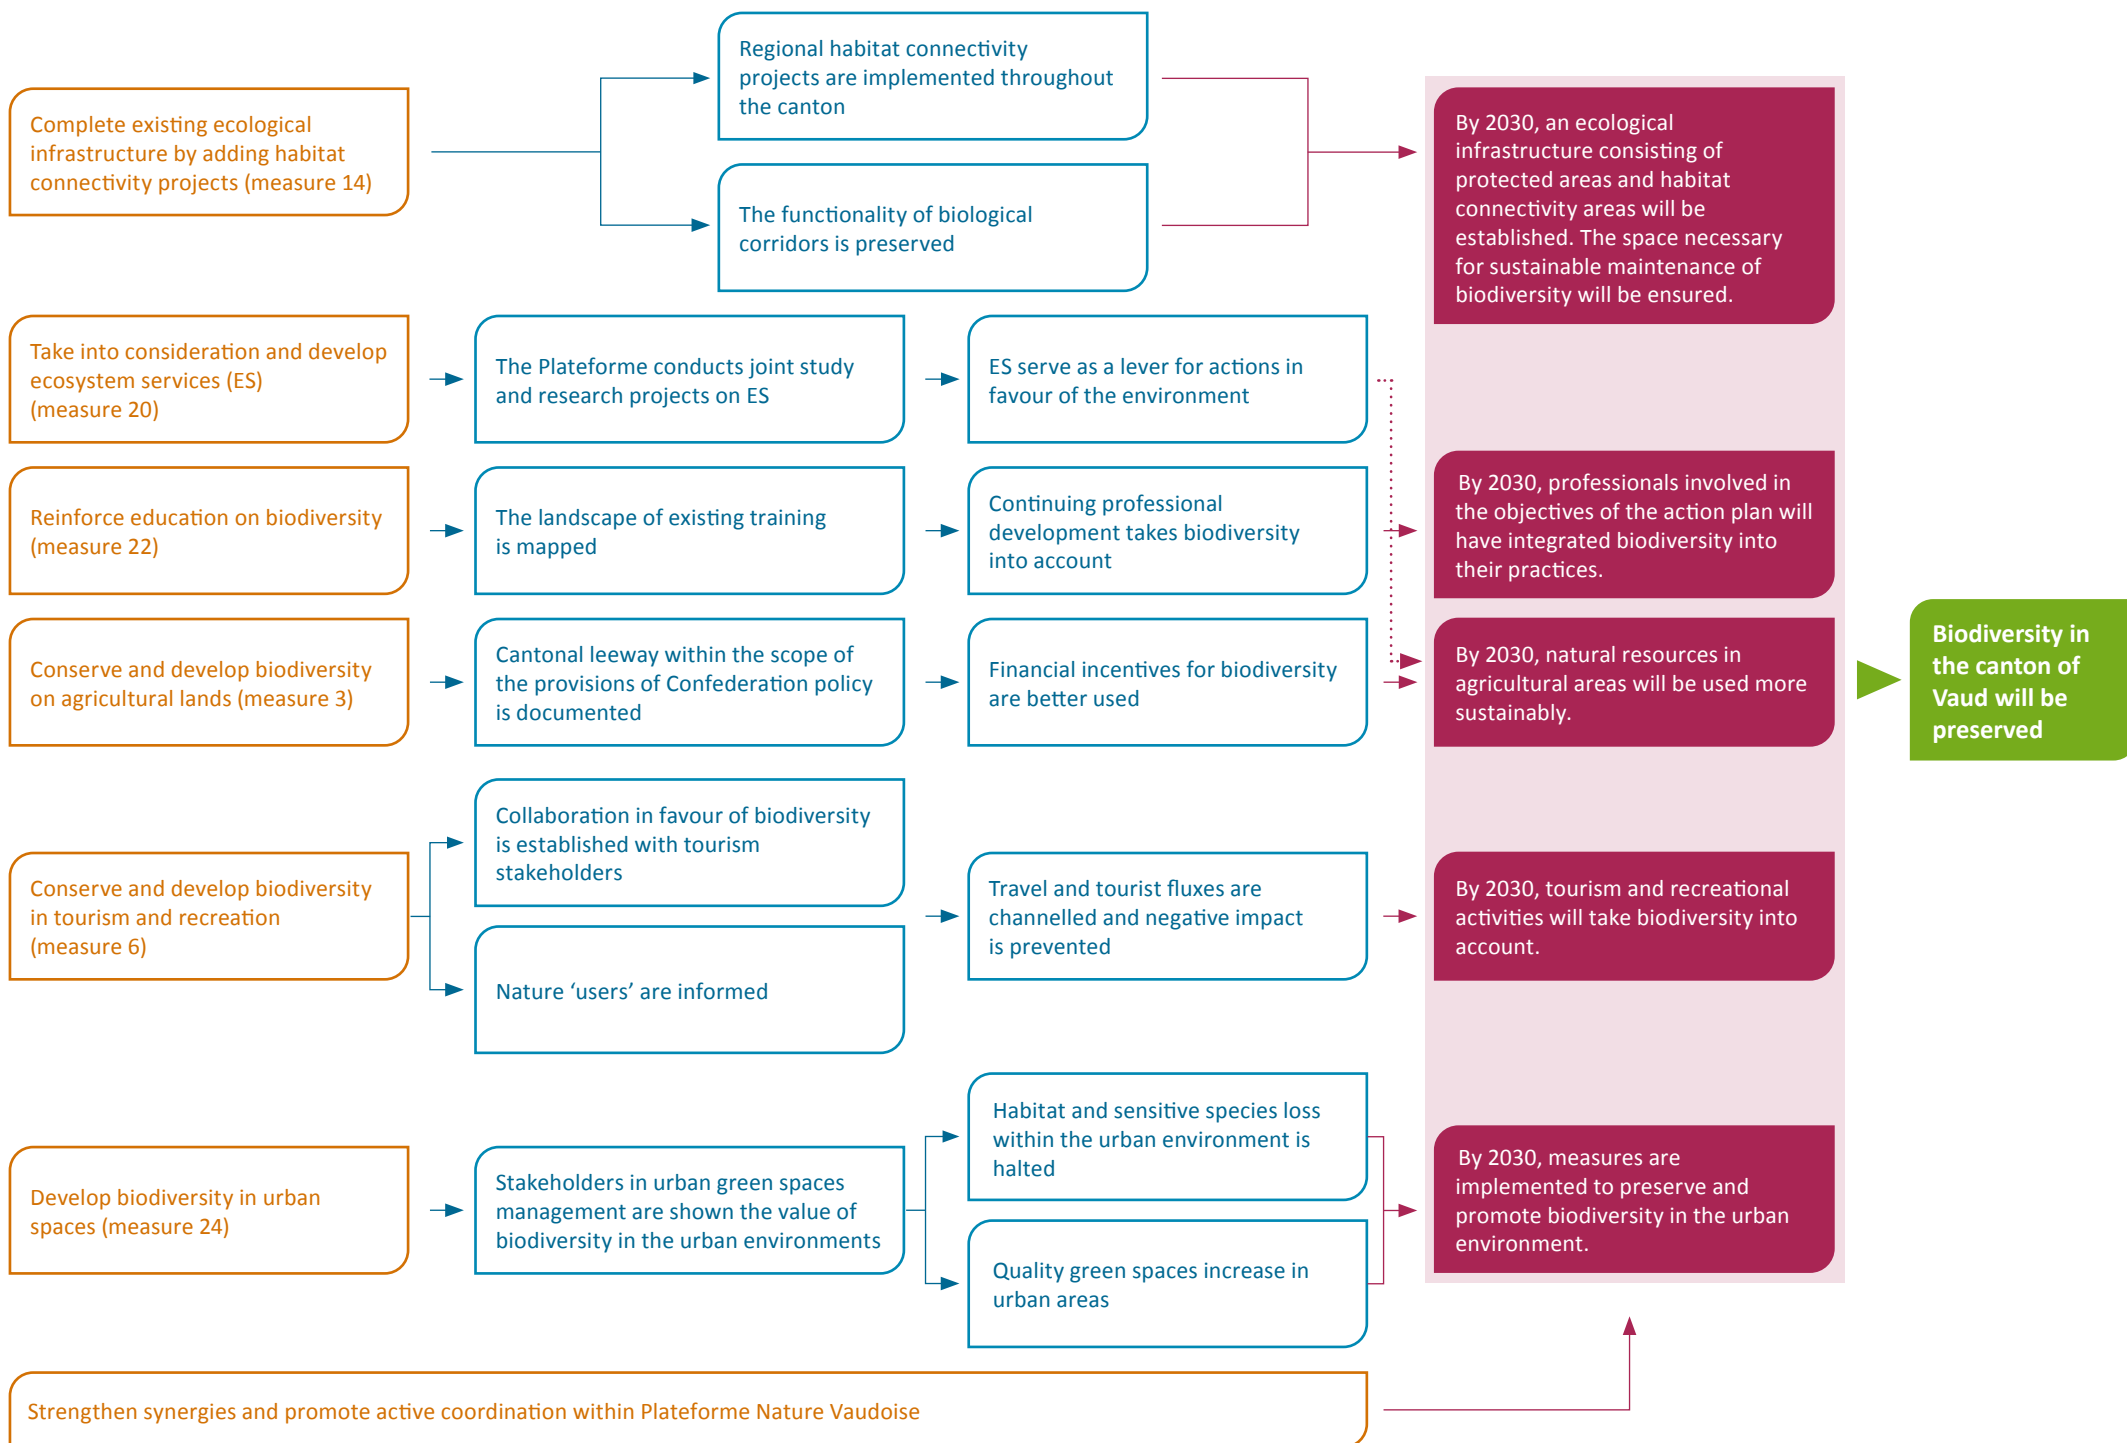 Regional habitat connectivity
projects are implemented throughout
the canton
Complete existing ecological
infrastructure by adding habitat
connectivity projects (measure 14)
The functionality of biological
corridors is preserved
By 2030, an ecological
infrastructure consisting of
protected areas and habitat
connectivity areas will be
established. The space necessary
for sustainable maintenance of
biodiversity will be ensured.
Take into consideration and develop
ecosystem services (ES)
(measure 20)
The Plateforme conducts joint study
and research projects on ES
ES serve as a lever for actions in
favour of the environment
Reinforce education on biodiversity
(measure 22)
The landscape of existing training
is mapped
Continuing professional
development takes biodiversity
into account
By 2030, professionals involved in
the objectives of the action plan will
have integrated biodiversity into
their practices.
Conserve and develop biodiversity
on agricultural lands (measure 3)
Cantonal leeway within the scope of
the provisions of Confederation policy
is documented
Financial incentives for biodiversity
are better used
By 2030, natural resources in
agricultural areas will be used more
sustainably.
Biodiversity in
the canton of
Vaud will be
preserved
Collaboration in favour of biodiversity
is established with tourism
stakeholders
Conserve and develop biodiversity
in tourism and recreation
(measure 6)
Nature ‘users’ are informed
Travel and tourist fluxes are
channelled and negative impact
is prevented
By 2030, tourism and recreational
activities will take biodiversity into
account.
Develop biodiversity in urban
spaces (measure 24)
Stakeholders in urban green spaces
management are shown the value of
biodiversity in the urban environments
Habitat and sensitive species loss
within the urban environment is
halted
Quality green spaces increase in
urban areas
By 2030, measures are
implemented to preserve and
promote biodiversity in the urban
environment.
Strengthen synergies and promote active coordination within Plateforme Nature Vaudoise